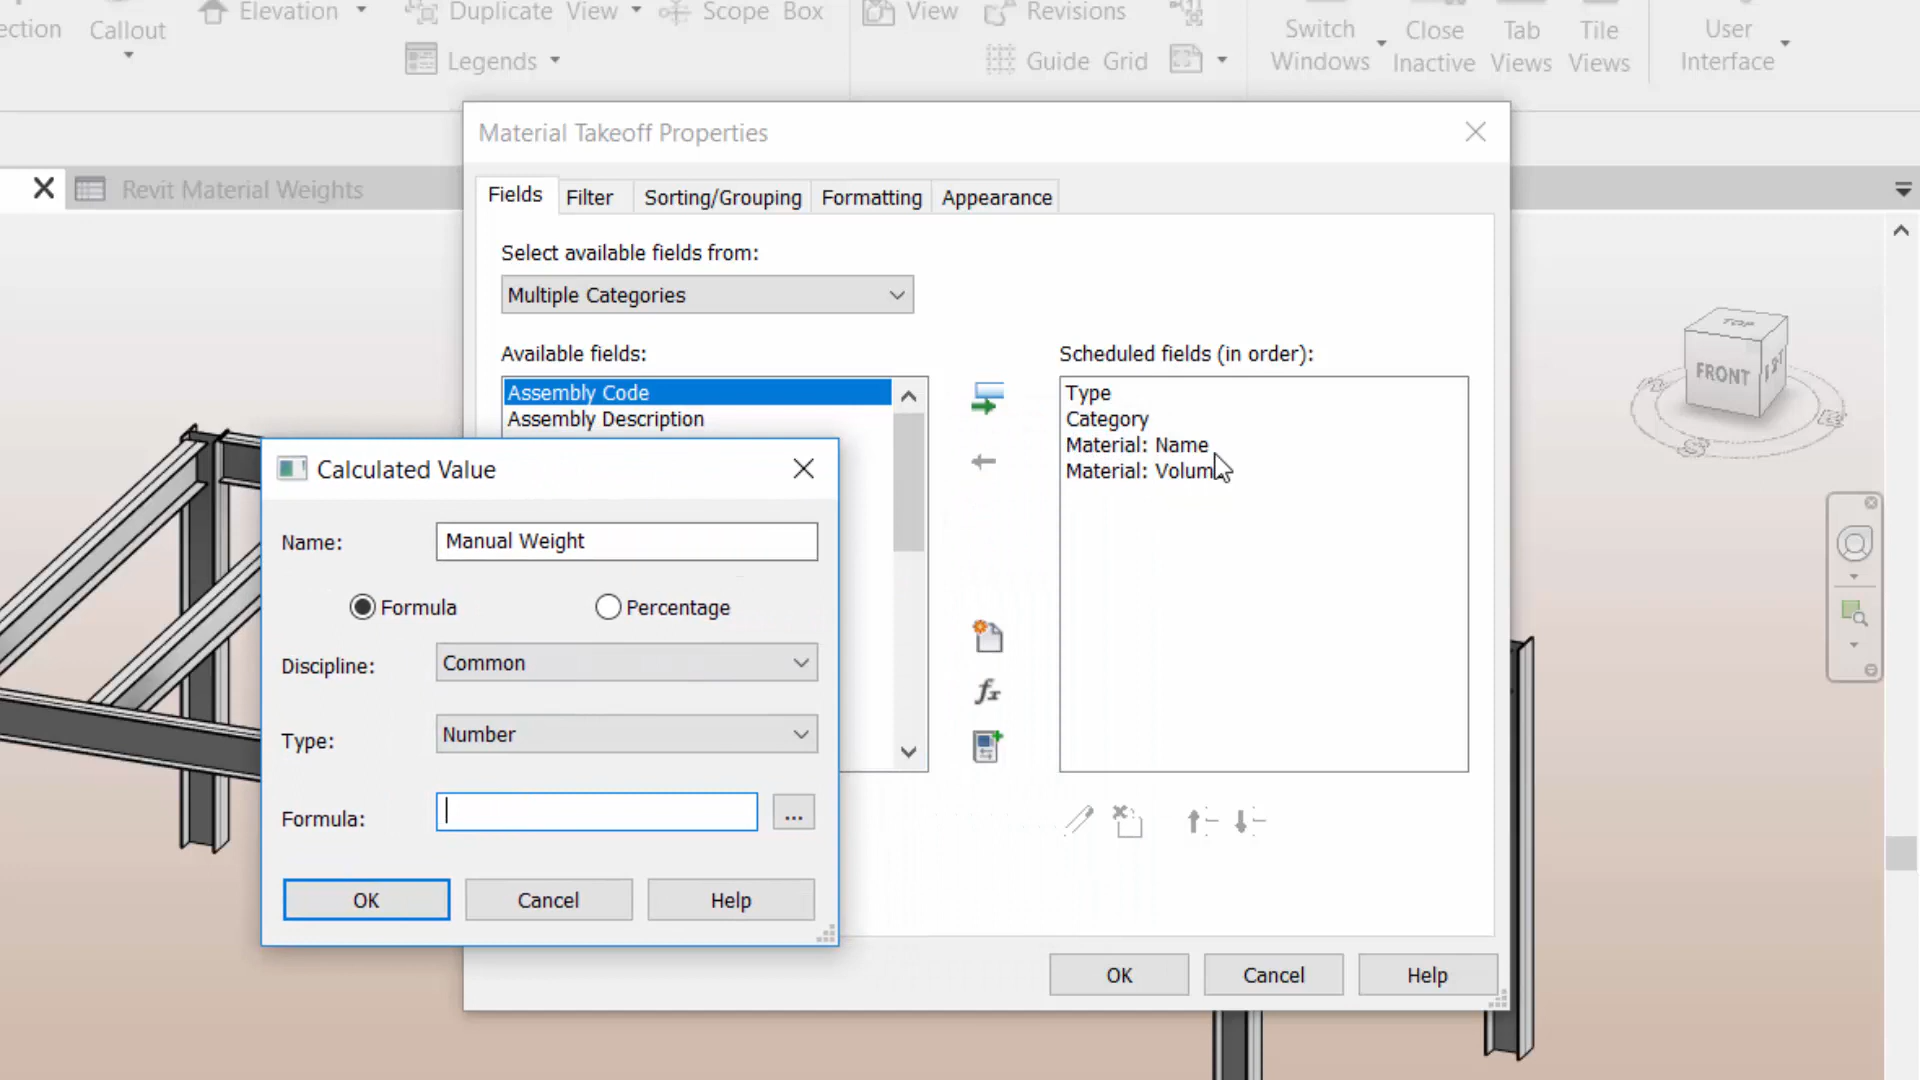 ection
Callout
Elevation
Duplicate View
Scope Box
Legends
View
Revisions
Guide Grid
Switch
Windows
Close
Inactive
Tab
Views
Tile
Views
User
Interface
Revit Material Weights
Material Takeoff Properties
Fields
Filter
Sorting/Grouping
Formatting
Appearance
Select available fields from:
Multiple Categories
Available fields:
Assembly Code
Assembly Description
Scheduled fields (in order):
Type
Category
Material: Name
Material: Volum
Calculated Value
Name:
Manual Weight
Formula
Percentage
Discipline:
Common
Type:
Number
Formula:
...
OK
Cancel
Help
fx
OK
Cancel
Help
TOP
FRONT
S